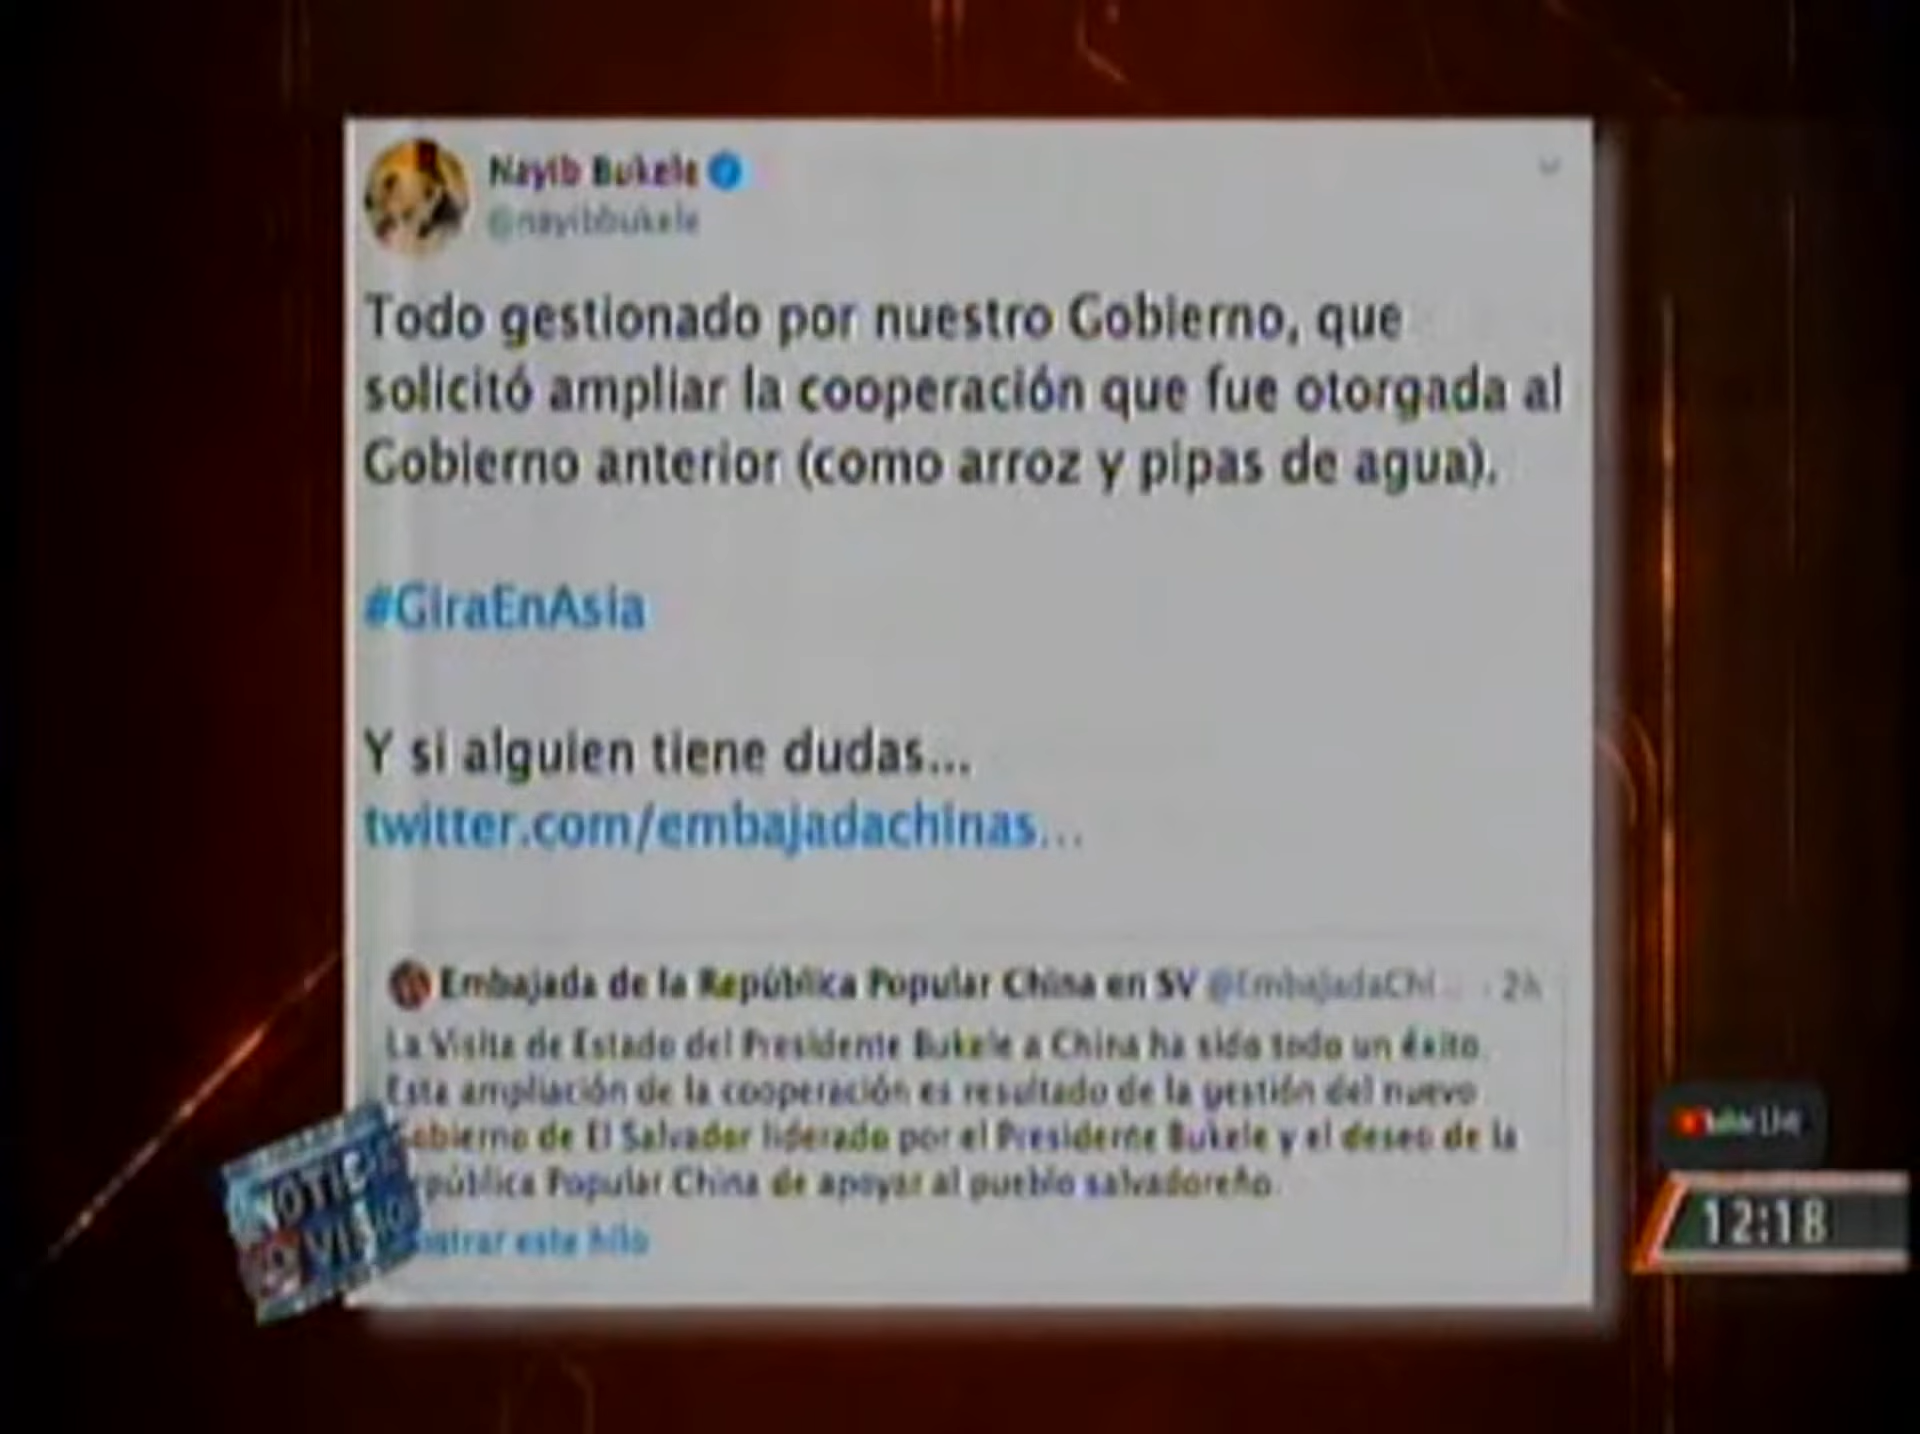 Nayib Bukele
@nayibbukele
Todo gestionado por nuestro Gobierno, que
solicitó ampliar la cooperación que fue otorgada al
Gobierno anterior (como arroz y pipas de agua).
#GiraEnAsia
Y si alguien tiene dudas...
twitter.com/embajadachinas...
Embajada de la República Popular China en SV @EmbajadaChi... · 2h
La Visita de Estado del Presidente Bukele a China ha sido todo un éxito.
Esta ampliación de la cooperación es resultado de la gestión del nuevo
Gobierno de El Salvador liderado por el Presidente Bukele y el deseo de la
República Popular China de apoyar al pueblo salvadoreño.
este hilo
12:18